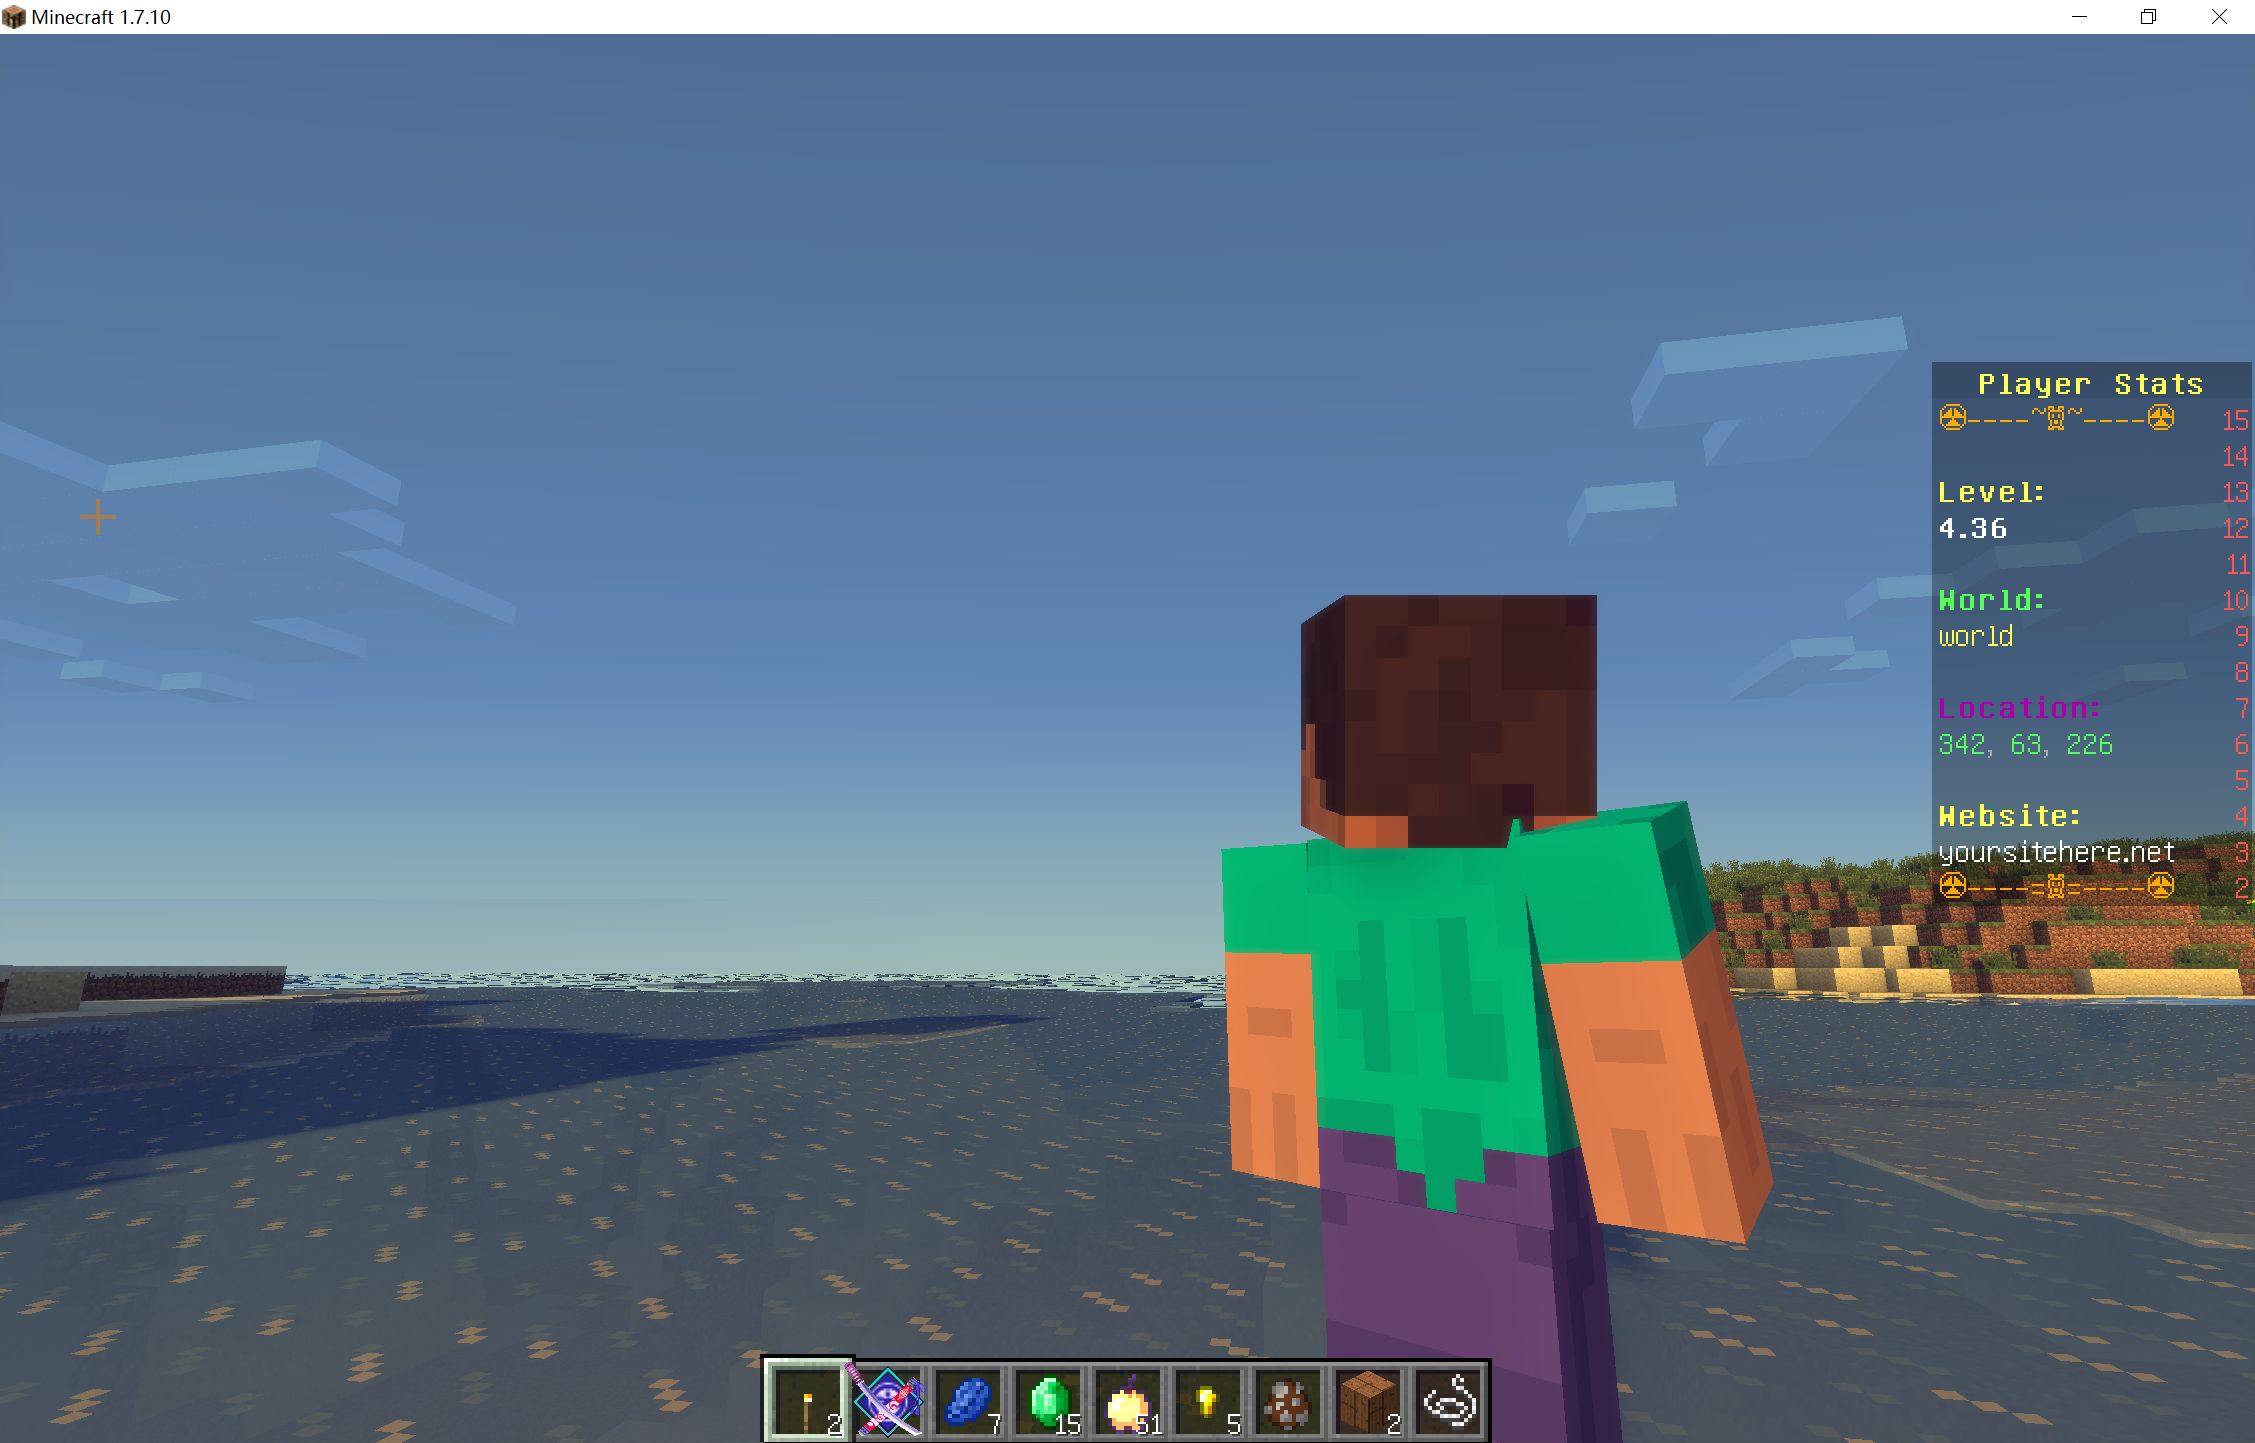 Minecraft 1.7.10
Player Stats
----~~---- 15
14
Level: 13
4.36 12
11
World: 10
world 9
8
Location: 7
342, 63, 226 6
5
Website: 4
yoursitehere.net 3
----==---- 2
2 7 15 51 5 2